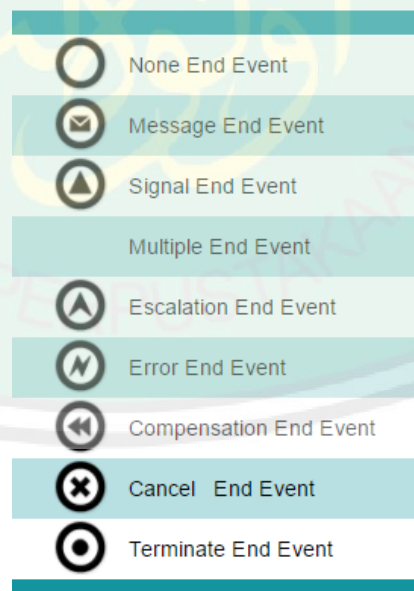 None End Event
Message End Event
Signal End Event
Multiple End Event
Escalation End Event
Error End Event
Compensation End Event
Cancel End Event
Terminate End Event